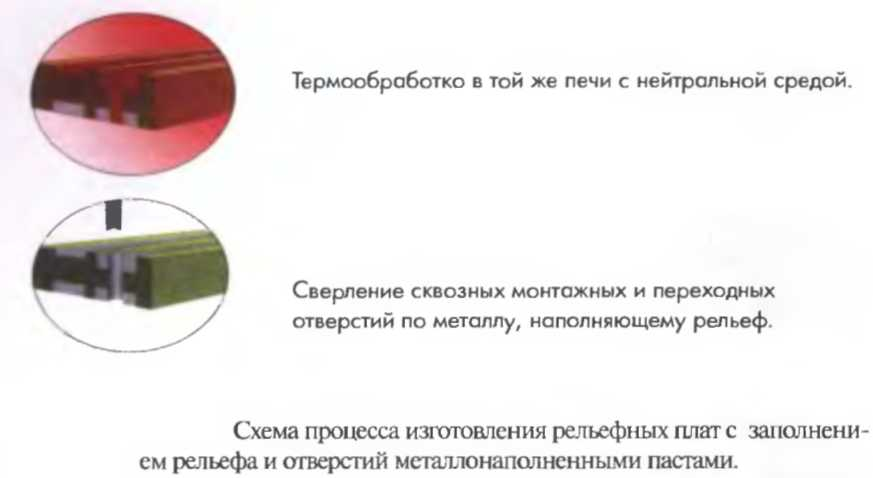 Термообработко в той же печи с нейтральной средой.
Сверление сквозных монтажных и переходных
отверстий по металлу, наполняющему рельеф.
Схема процесса изготовления рельефных плат с заполнени-
ем рельефа и отверстий металлонаполненными пастами.